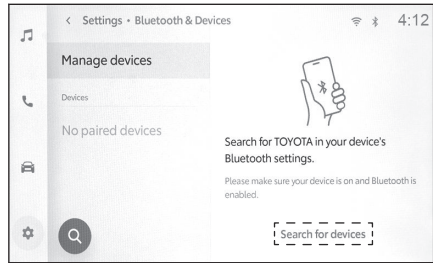 < Settings • Bluetooth & Devices
4:12
Manage devices
Devices
No paired devices
Search for TOYOTA in your device's
Bluetooth settings.
Please make sure your device is on and Bluetooth is
enabled.
Search for devices